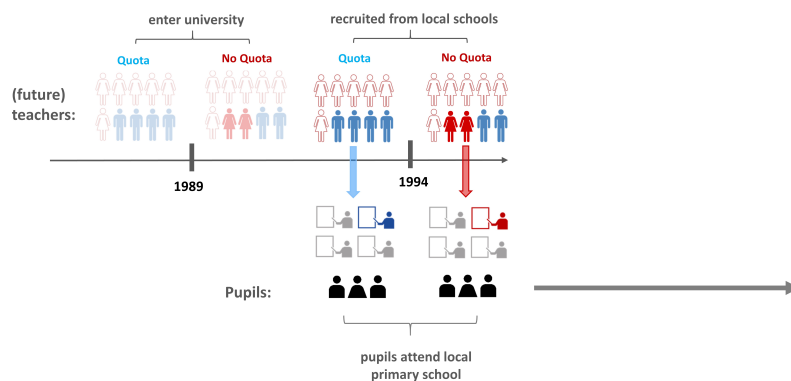 enter university
recruited from local schools
Quota
No Quota
Quota
No Quota
(future)
teachers:
1989
1994
Pupils:
pupils attend local
primary school